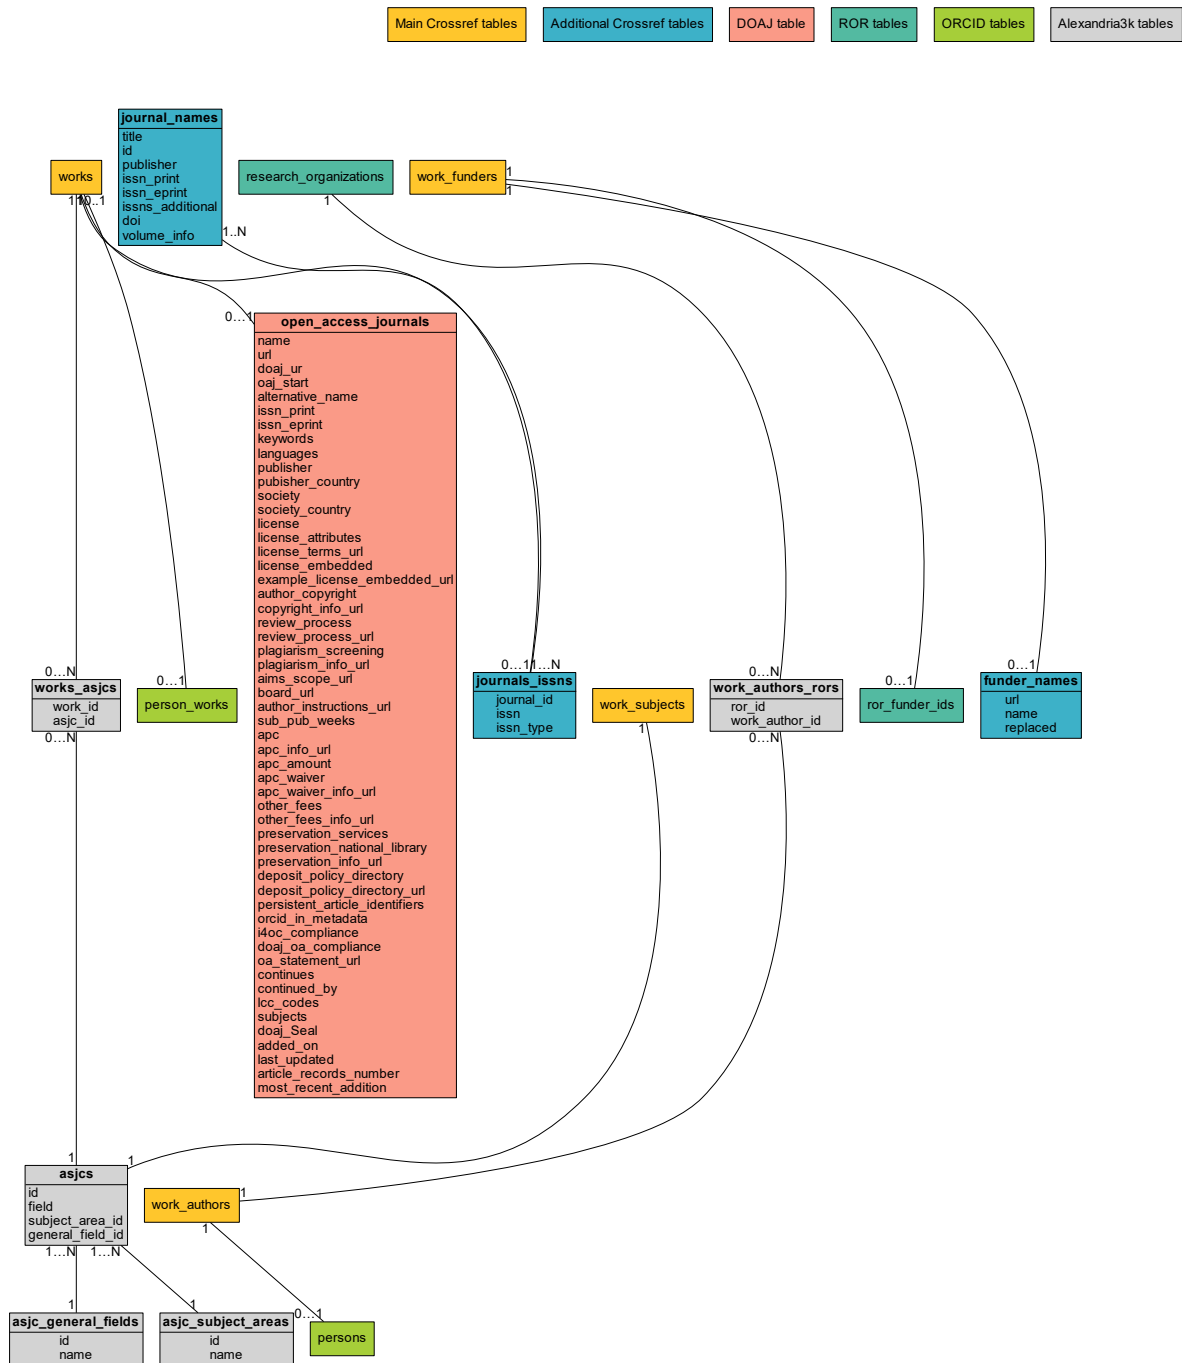 Main Crossref tables
Additional Crossref tables
DOAJ table
ROR tables
ORCID tables
Alexandria3k tables
journal_names
title
id
publisher
issn_print
issn_eprint
issns_additional
doi
volume_info
works
research_organizations
work_funders
1
1
1
1
0..1
1
1..N
0...1
open_access_journals
name
url
doaj_ur
oaj_start
alternative_name
issn_print
issn_eprint
keywords
languages
publisher
pubisher_country
society
society_country
license
license_attributes
license_terms_url
license_embedded
example_license_embedded_url
author_copyright
copyright_info_url
review_process
review_process_url
plagiarism_screening
plagiarism_info_url
aims_scope_url
board_url
author_instructions_url
sub_pub_weeks
apc
apc_info_url
apc_amount
apc_waiver
apc_waiver_info_url
other_fees
other_fees_info_url
preservation_services
preservation_national_library
preservation_info_url
deposit_policy_directory
deposit_policy_directory_url
persistent_article_identifiers
orcid_in_metadata
i4oc_compliance
doaj_oa_compliance
oa_statement_url
continues
continued_by
lcc_codes
subjects
doaj_Seal
added_on
last_updated
article_records_number
most_recent_addition
0...N
works_asjcs
work_id
asjc_id
0...N
0...1
person_works
0...1
1...N
journals_issns
journal_id
issn
issn_type
work_subjects
1
0...N
work_authors_rors
ror_id
work_author_id
0...N
0...1
ror_funder_ids
0...1
funder_names
url
name
replaced
1
1
asjcs
id
field
subject_area_id
general_field_id
1...N
1...N
work_authors
1
1
1
asjc_general_fields
id
name
1
asjc_subject_areas
id
name
0...1
persons